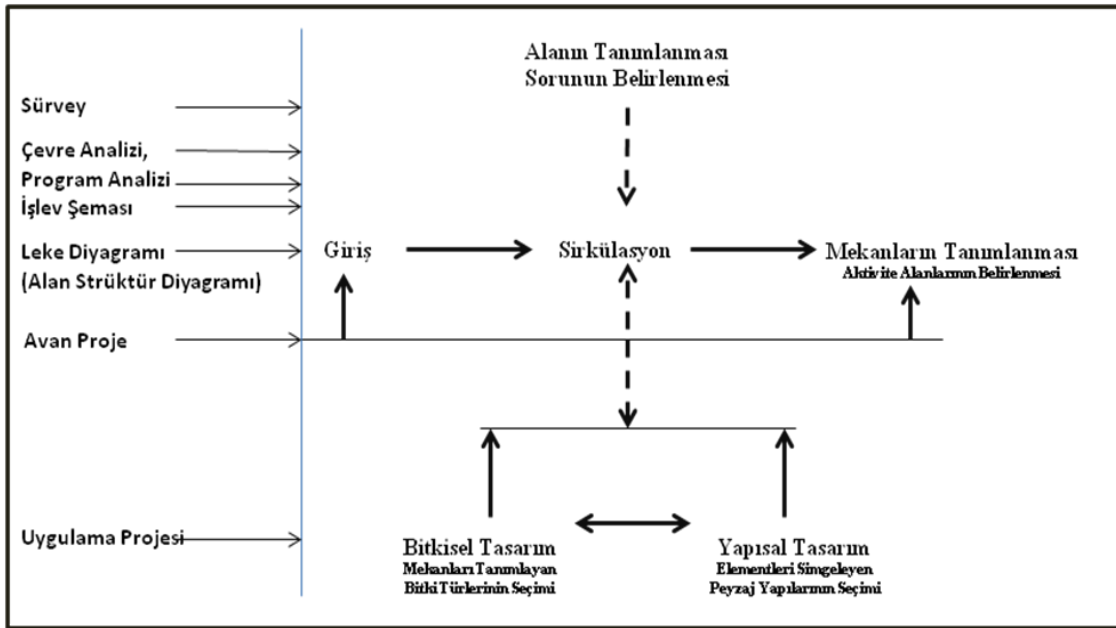 Alanın Tanımlanması
Sorunun Belirlenmesi
Sürvey
Çevre Analizi,
Program Analizi
İşlev Şeması
Leke Diyagramı
(Alan Strüktür Diyagramı)
Giriş
Sirkülasyon
Mekanların Tanımlanması
Aktivite Alanlarının Belirlenmesi
Avan Proje
Uygulama Projesi
Bitkisel Tasarım
Mekanları Tanımlayan
Bitki Türlerinin Seçimi
Yapısal Tasarım
Elementleri Simgeleyen
Peyzaj Yapılarının Seçimi